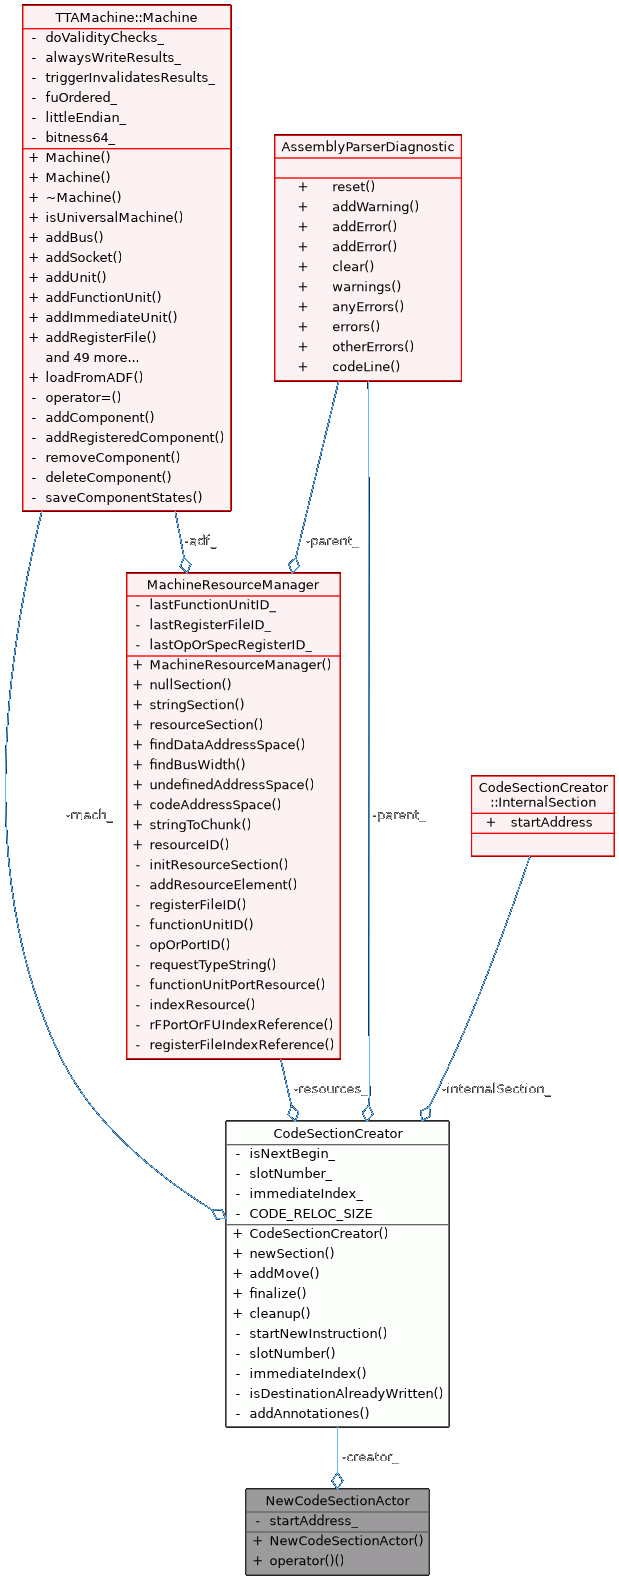 TTAMachine::Machine
- doValidityChecks_
- alwaysWriteResults_
- triggerInvalidatesResults_
- fuOrdered_
- littleEndian_
- bitness64_
+ Machine()
+ Machine()
+ ~Machine()
+ isUniversalMachine()
+ addBus()
+ addSocket()
+ addUnit()
+ addFunctionUnit()
+ addImmediateUnit()
+ addRegisterFile()
and 49 more...
+ loadFromADF()
- operator=()
- addComponent()
- addRegisteredComponent()
- removeComponent()
- deleteComponent()
- saveComponentStates()
AssemblyParserDiagnostic
+ reset()
+ addWarning()
+ addError()
+ addError()
+ clear()
+ warnings()
+ anyErrors()
+ errors()
+ otherErrors()
+ codeLine()
-adf_
-parent_
MachineResourceManager
- lastFunctionUnitID_
- lastRegisterFileID_
- lastOpOrSpecRegisterID_
+ MachineResourceManager()
+ nullSection()
+ stringSection()
+ resourceSection()
+ findDataAddressSpace()
+ findBusWidth()
+ undefinedAddressSpace()
+ codeAddressSpace()
+ stringToChunk()
+ resourceID()
- initResourceSection()
- addResourceElement()
- registerFileID()
- functionUnitID()
- opOrPortID()
- requestTypeString()
- functionUnitPortResource()
- indexResource()
- rFPortOrFUIndexReference()
- registerFileIndexReference()
-mach_
-parent_
CodeSectionCreator
::InternalSection
+ startAddress
-resources_
-internalSection_
CodeSectionCreator
- isNextBegin_
- slotNumber_
- immediateIndex_
- CODE_RELOC_SIZE
+ CodeSectionCreator()
+ newSection()
+ addMove()
+ finalize()
+ cleanup()
- startNewInstruction()
- slotNumber()
- immediateIndex()
- isDestinationAlreadyWritten()
- addAnnotationes()
-creator_
NewCodeSectionActor
- startAddress_
+ NewCodeSectionActor()
+ operator()()